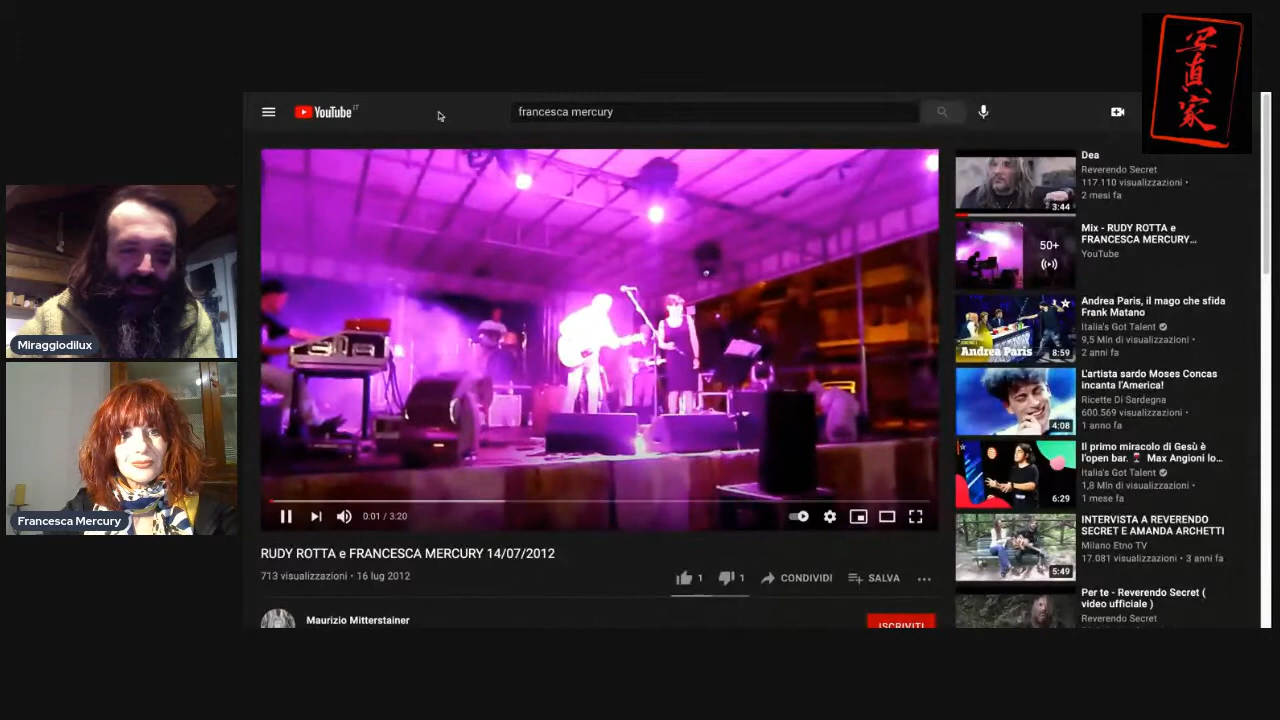 写真家
YouTube IT
francesca mercury
Miraggiodilux
Francesca Mercury
0:01 / 3:20
RUDY ROTTA e FRANCESCA MERCURY 14/07/2012
713 visualizzazioni • 16 lug 2012
1
1
CONDIVIDI
SALVA
Maurizio Mitterstainer
ISCRIVITI
3:44
Dea
Reverendo Secret
117.110 visualizzazioni •
2 mesi fa
50+
Mix - RUDY ROTTA e
FRANCESCA MERCURY...
YouTube
Andrea Paris
8:59
Andrea Paris, il mago che sfida
Frank Matano
Italia's Got Talent
9,5 Mln di visualizzazioni •
2 anni fa
4:08
L'artista sardo Moses Concas
incanta l'America!
Ricette Di Sardegna
600.569 visualizzazioni •
1 anno fa
6:29
Il primo miracolo di Gesù è
l'open bar. 🍷 Max Angioni lo...
Italia's Got Talent
1,8 Mln di visualizzazioni •
1 mese fa
5:49
INTERVISTA A REVERENDO
SECRET E AMANDA ARCHETTI
Milano Etno TV
17.081 visualizzazioni • 3 anni fa
Per te - Reverendo Secret (
video ufficiale )
Reverendo Secret